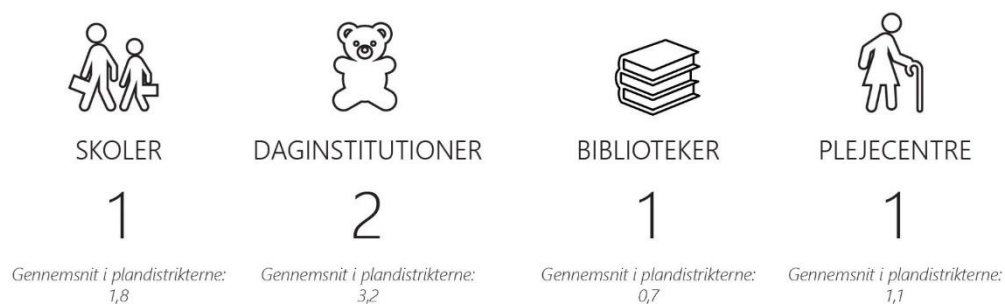 SKOLER
1
Gennemsnit i plandistrikterne:
1,8
DAGINSTITUTIONER
2
Gennemsnit i plandistrikterne:
3,2
BIBLIOTEKER
1
Gennemsnit i plandistrikterne:
0,7
PLEJECENTRE
1
Gennemsnit i plandistrikterne:
1,1